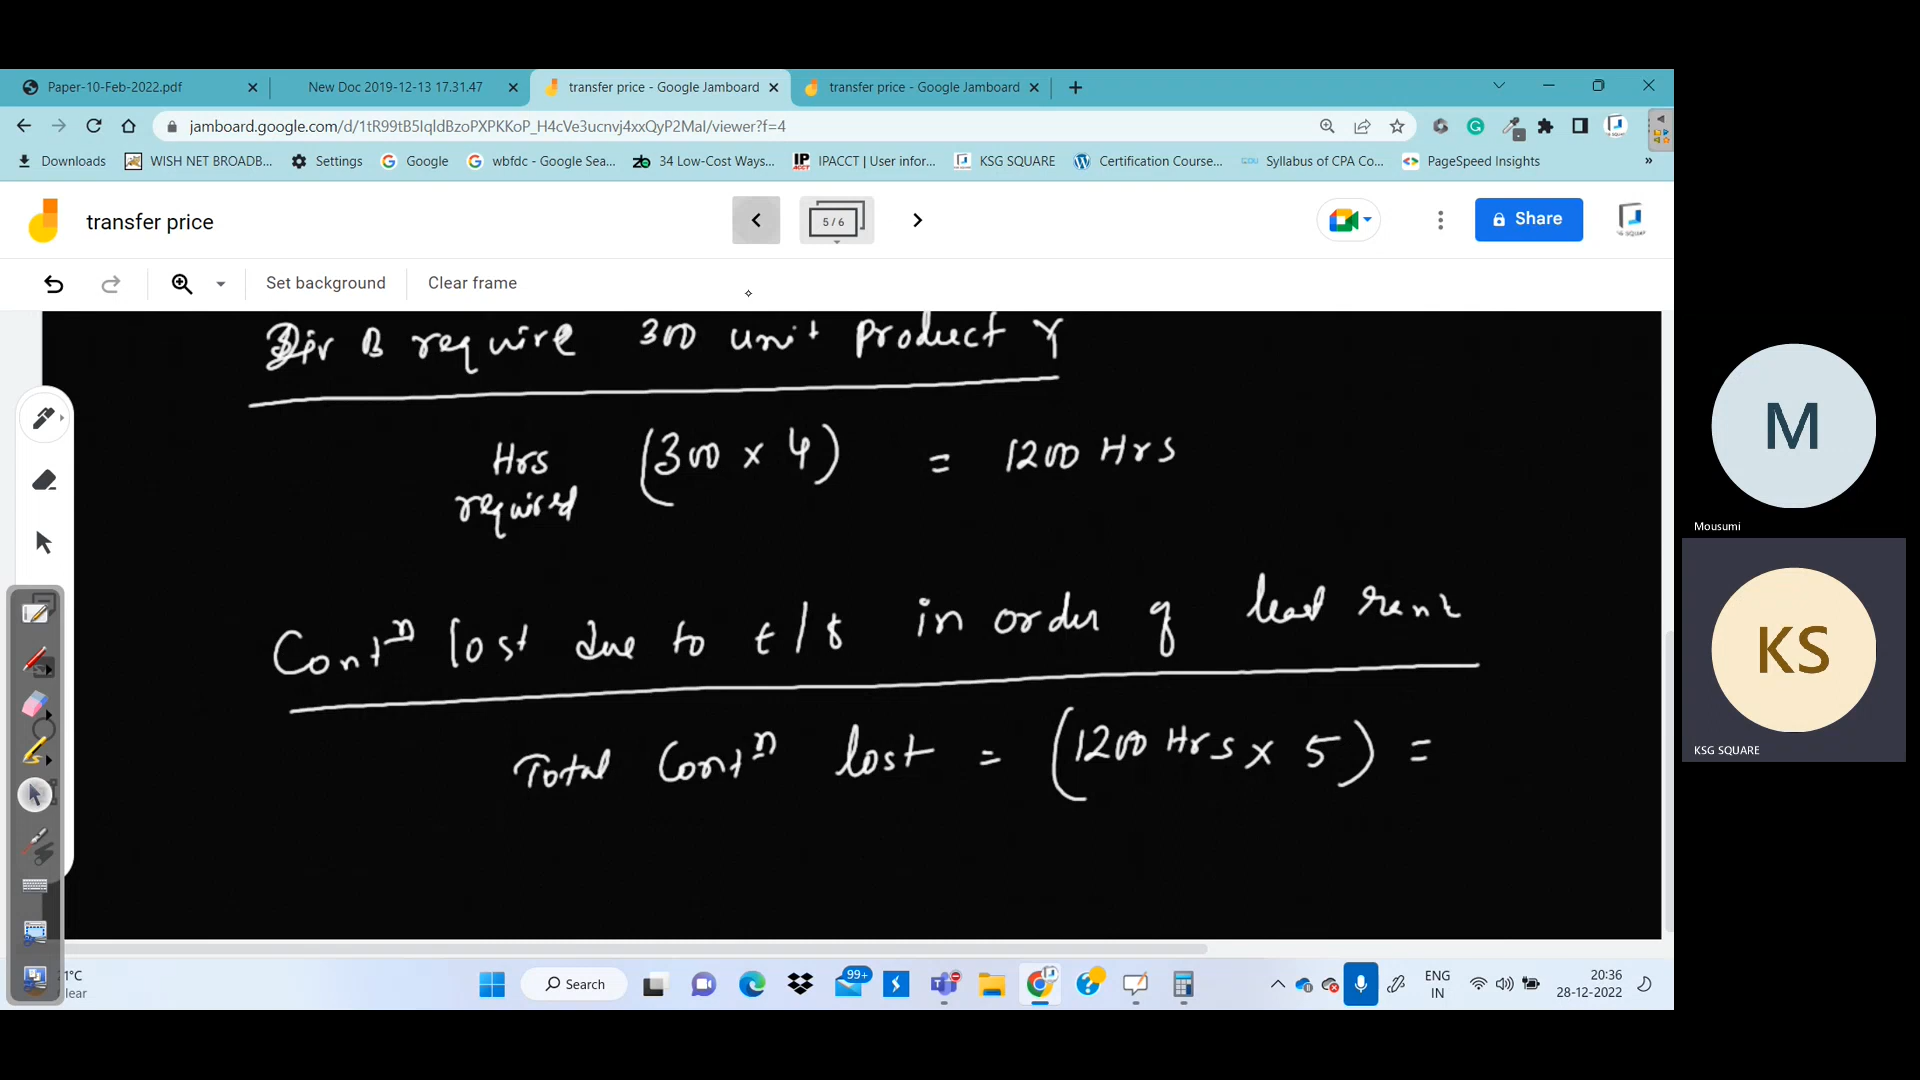 Paper-10-Feb-2022.pdf
New Doc 2019-12-13 17.31.47
transfer price - Google Jamboard
transfer price - Google Jamboard
jamboard.google.com/d/1tR99tB5IqldBzoPXPKKoP_H4cVe3ucnvj4xxQyP2MaI/viewer?f=4
Downloads WISH NET BROADB... Settings Google wbfdc - Google Sea... 34 Low-Cost Ways... IPACCT | User infor... KSG SQUARE Certification Course... Syllabus of CPA Co... PageSpeed Insights »
transfer price
5 / 6
Share
Set background Clear frame
Div B require 300 unit product Y
Hrs required (300 x 4) = 1200 Hrs
Contn lost due to t/f in order of least rank
Total Contn lost = (1200 Hrs x 5) =
M
Mousumi
KS
KSG SQUARE
Search
99+
ENG
IN
20:36
28-12-2022